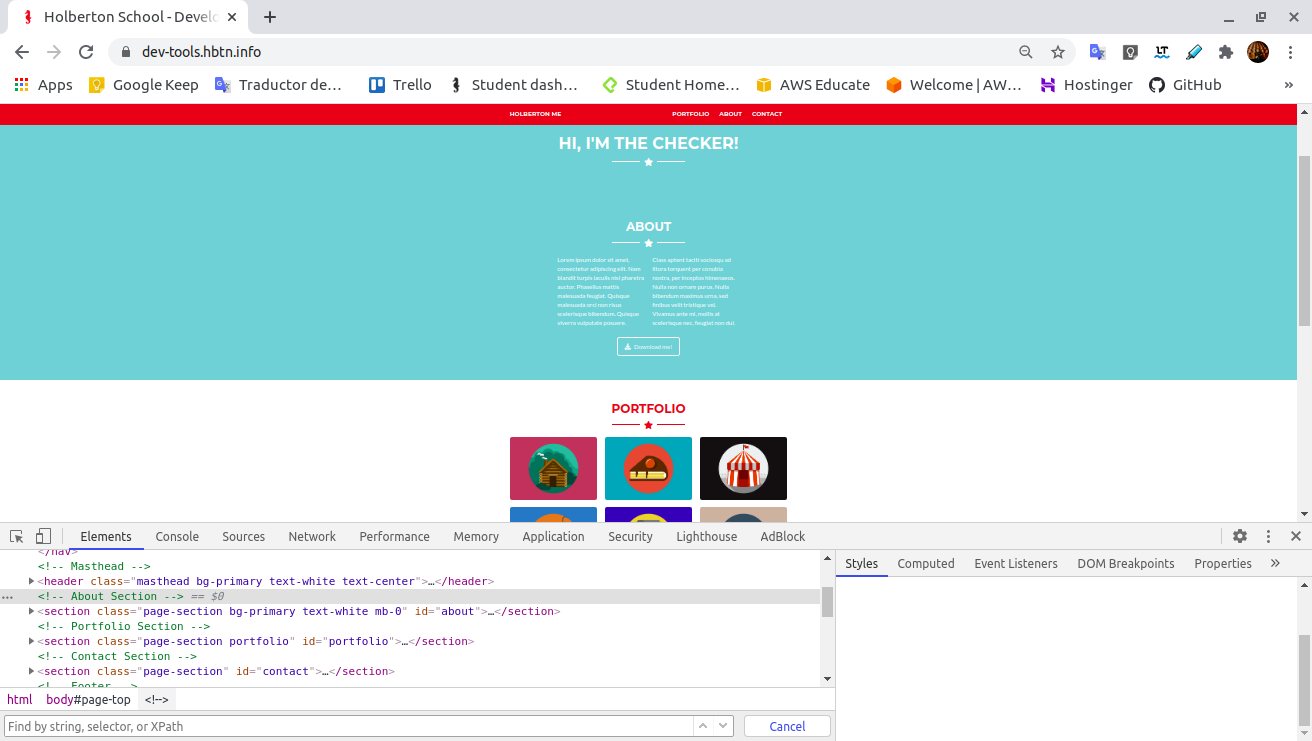 Holberton School - Develo
dev-tools.hbtn.info
Apps Google Keep Traductor de… Trello Student dash… Student Home… AWS Educate Welcome | AW… Hostinger GitHub »
HOLBERTON ME PORTFOLIO ABOUT CONTACT
HI, I'M THE CHECKER!
ABOUT
Lorem ipsum dolor sit amet,
consectetur adipiscing elit. Nam
blandit turpis iaculis nisl pharetra
auctor. Phasellus mattis
malesuada feugiat. Quisque
malesuada orci non risus
scelerisque bibendum. Quisque
viverra vulputate posuere.
Class aptent taciti sociosqu ad
litora torquent per conubia
nostra, per inceptos himenaeos.
Nulla non ornare purus. Nulla
bibendum maximus urna, sed
finibus velit tristique vel.
Vivamus ante mi, mollis at
scelerisque nec, feugiat non dui.
Download me!
PORTFOLIO
Elements Console Sources Network Performance Memory Application Security Lighthouse AdBlock
</nav>
<!-- Masthead -->
<header class="masthead bg-primary text-white text-center">…</header>
<!-- About Section --> == $0
<section class="page-section bg-primary text-white mb-0" id="about">…</section>
<!-- Portfolio Section -->
<section class="page-section portfolio" id="portfolio">…</section>
<!-- Contact Section -->
<section class="page-section" id="contact">…</section>
<!-- Footer -->
html body#page-top <!-->
Find by string, selector, or XPath Cancel
Styles Computed Event Listeners DOM Breakpoints Properties »